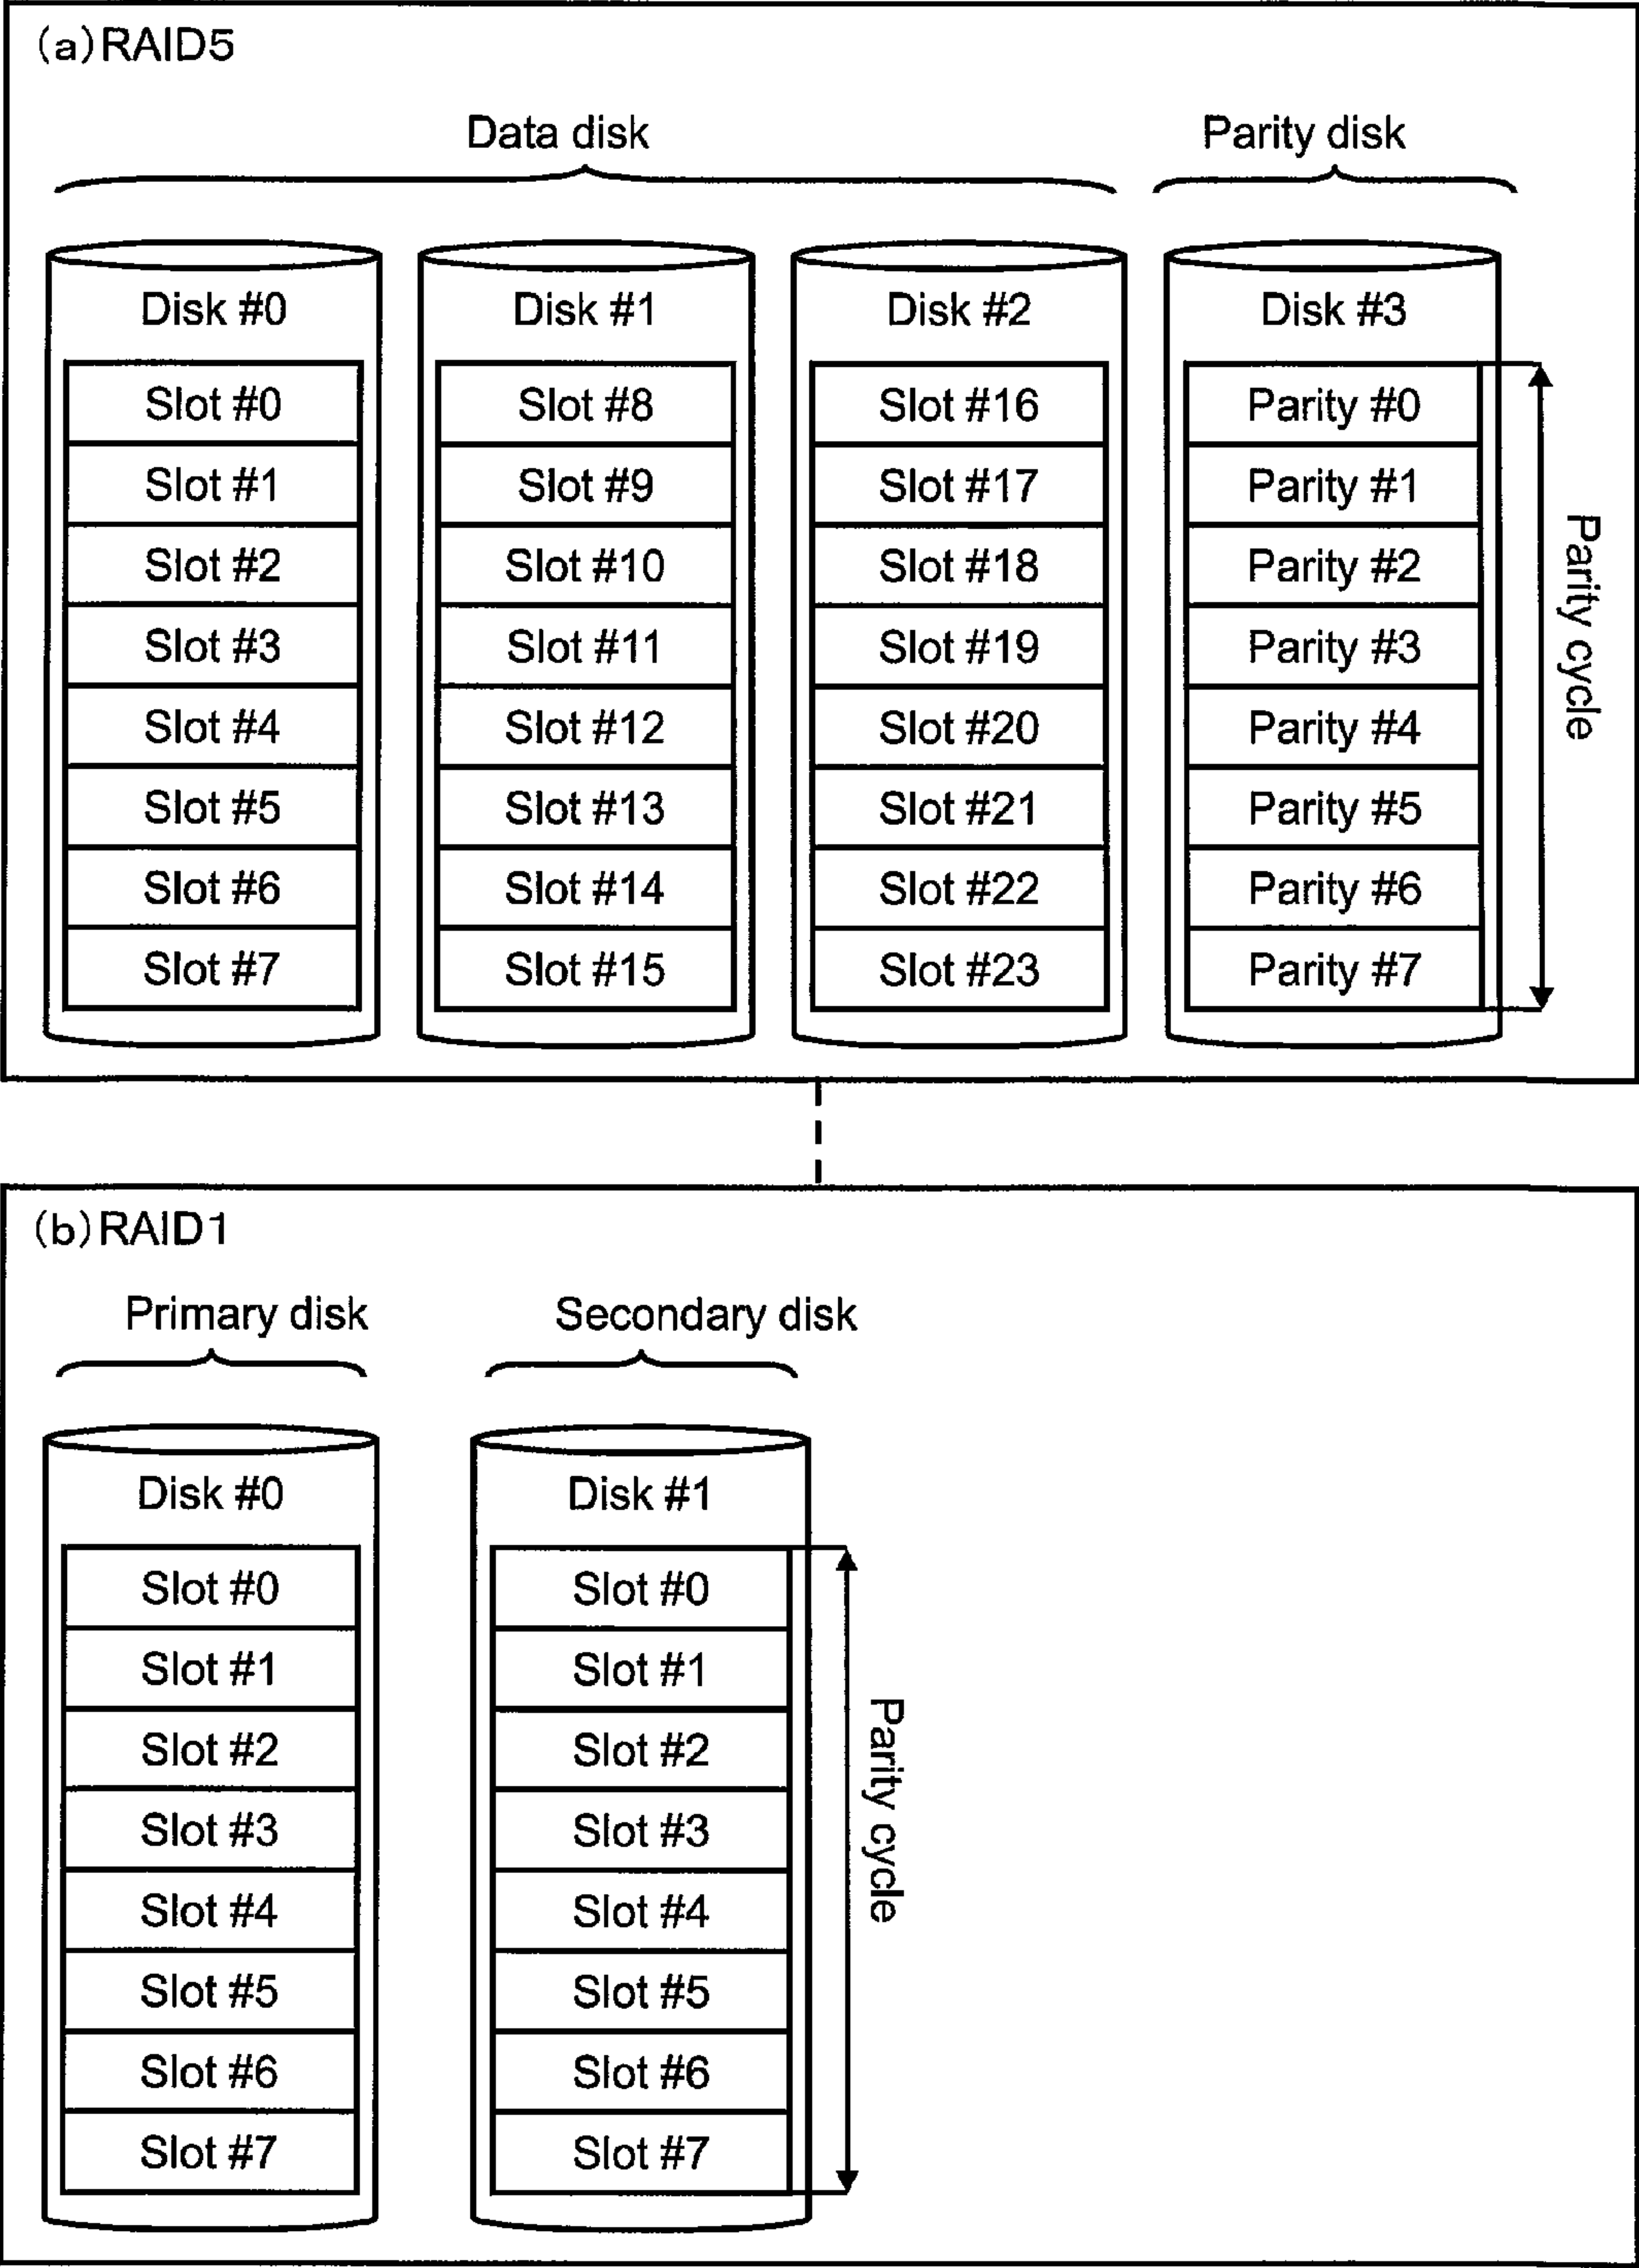 (a)RAID5
Data disk Parity disk
Disk #0 Disk #1 Disk #2 Disk #3
Slot #0 Slot #8 Slot #16 Parity #0
Slot #1 Slot #9 Slot #17 Parity #1
Slot #2 Slot #10 Slot #18 Parity #2
Slot #3 Slot #11 Slot #19 Parity #3
Slot #4 Slot #12 Slot #20 Parity #4
Slot #5 Slot #13 Slot #21 Parity #5
Slot #6 Slot #14 Slot #22 Parity #6
Slot #7 Slot #15 Slot #23 Parity #7
Parity cycle
(b)RAID1
Primary disk Secondary disk
Disk #0 Disk #1
Slot #0 Slot #0
Slot #1 Slot #1
Slot #2 Slot #2
Slot #3 Slot #3
Slot #4 Slot #4
Slot #5 Slot #5
Slot #6 Slot #6
Slot #7 Slot #7
Parity cycle